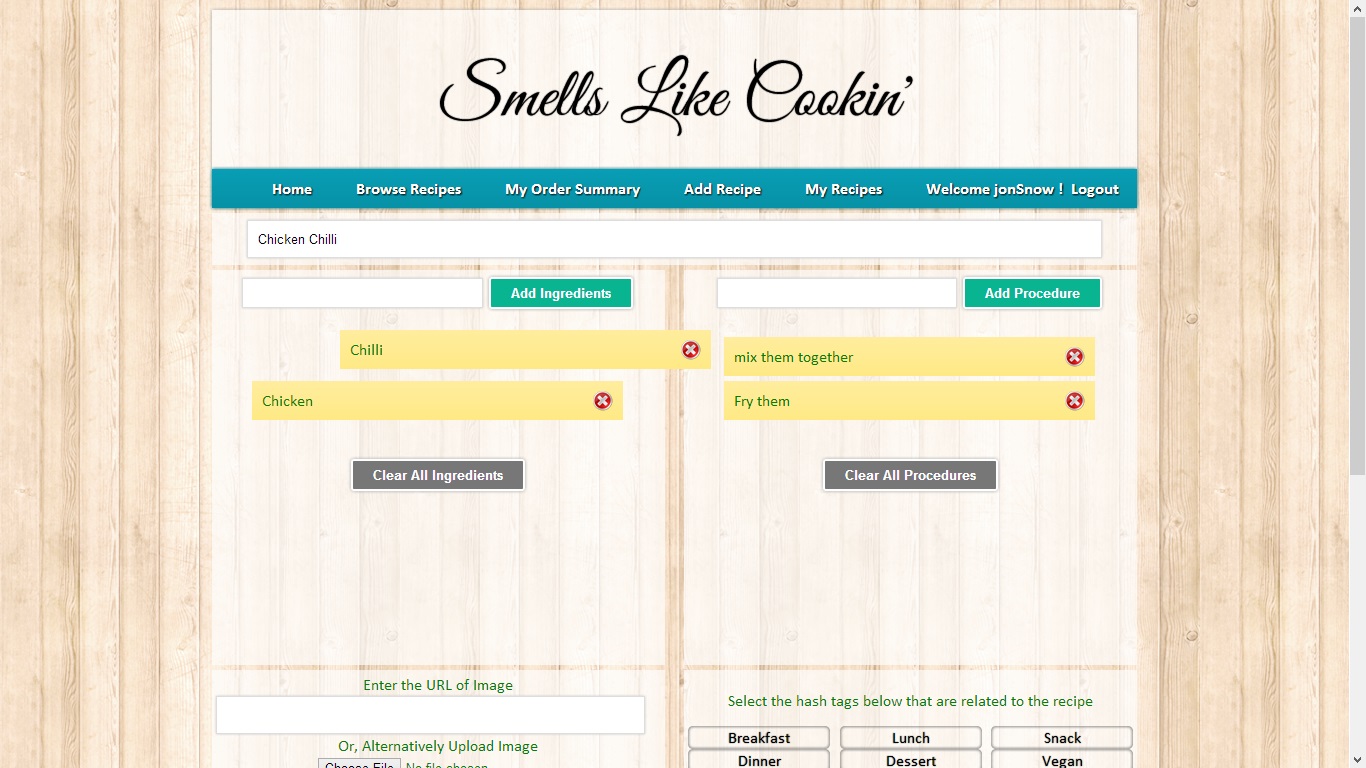 Smells Like Cookin'
Home Browse Recipes My Order Summary Add Recipe My Recipes Welcome jonSnow ! Logout
Chicken Chilli
Add Ingredients
Chilli
Chicken
Clear All Ingredients
Add Procedure
mix them together
Fry them
Clear All Procedures
Enter the URL of Image
Or, Alternatively Upload Image
Choose File No file chosen
Select the hash tags below that are related to the recipe
Breakfast Lunch Snack
Dinner Dessert Vegan